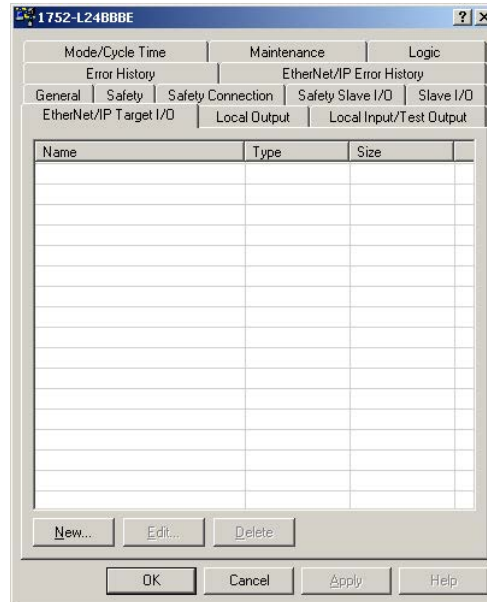 1752-L24BBBE
Mode/Cycle Time Maintenance Logic
Error History EtherNet/IP Error History
General Safety Safety Connection Safety Slave I/O Slave I/O
EtherNet/IP Target I/O Local Output Local Input/Test Output
Name Type Size
New... Edit... Delete
OK Cancel Apply Help